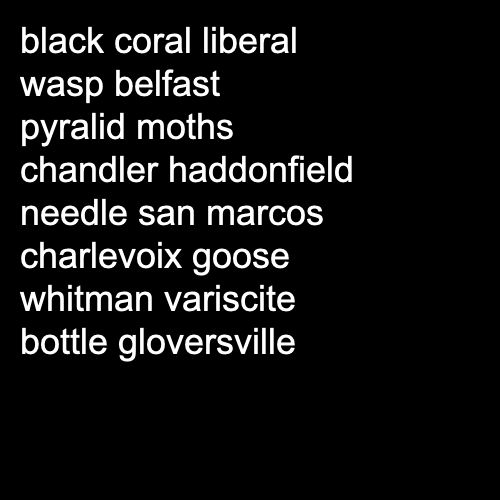 black coral liberal
wasp belfast
pyralid moths
chandler haddonfield
needle san marcos
charlevoix goose
whitman variscite
bottle gloversville